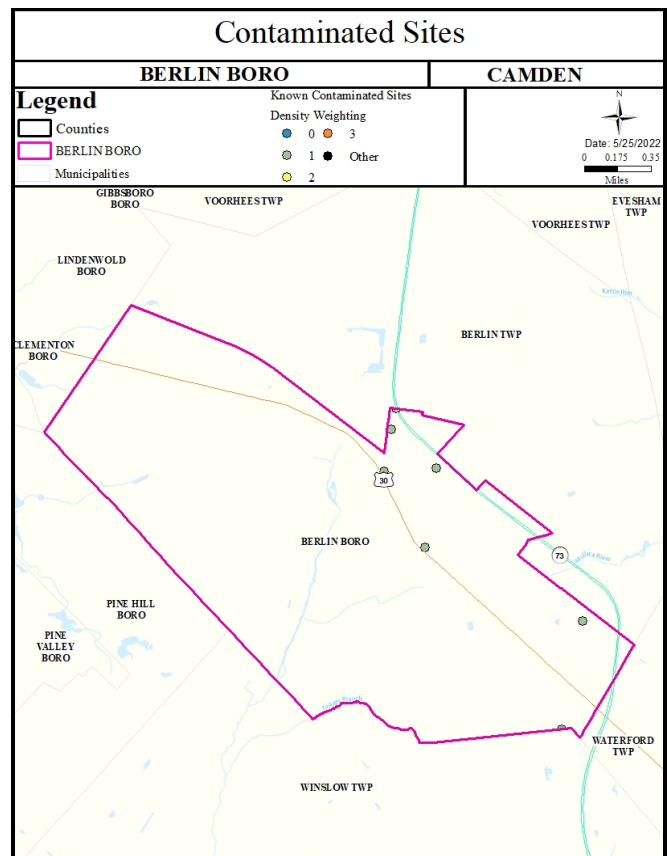 Contaminated Sites
BERLIN BORO
CAMDEN
Legend
Counties
BERLIN BORO
Municipalities
Known Contaminated Sites
Density Weighting
0
3
1
Other
2
N
Date: 5/25/2022
0 0.175 0.35
Miles
GIBBSBORO
BORO
VOORHEES TWP
EVESHAM
TWP
VOORHEES TWP
LINDENWOLD
BORO
BERLIN TWP
CLEMENTON
BORO
30
BERLIN BORO
73
River
PINE HILL
BORO
PINE
VALLEY
BORO
Branch
WATERFORD
TWP
WINSLOW TWP